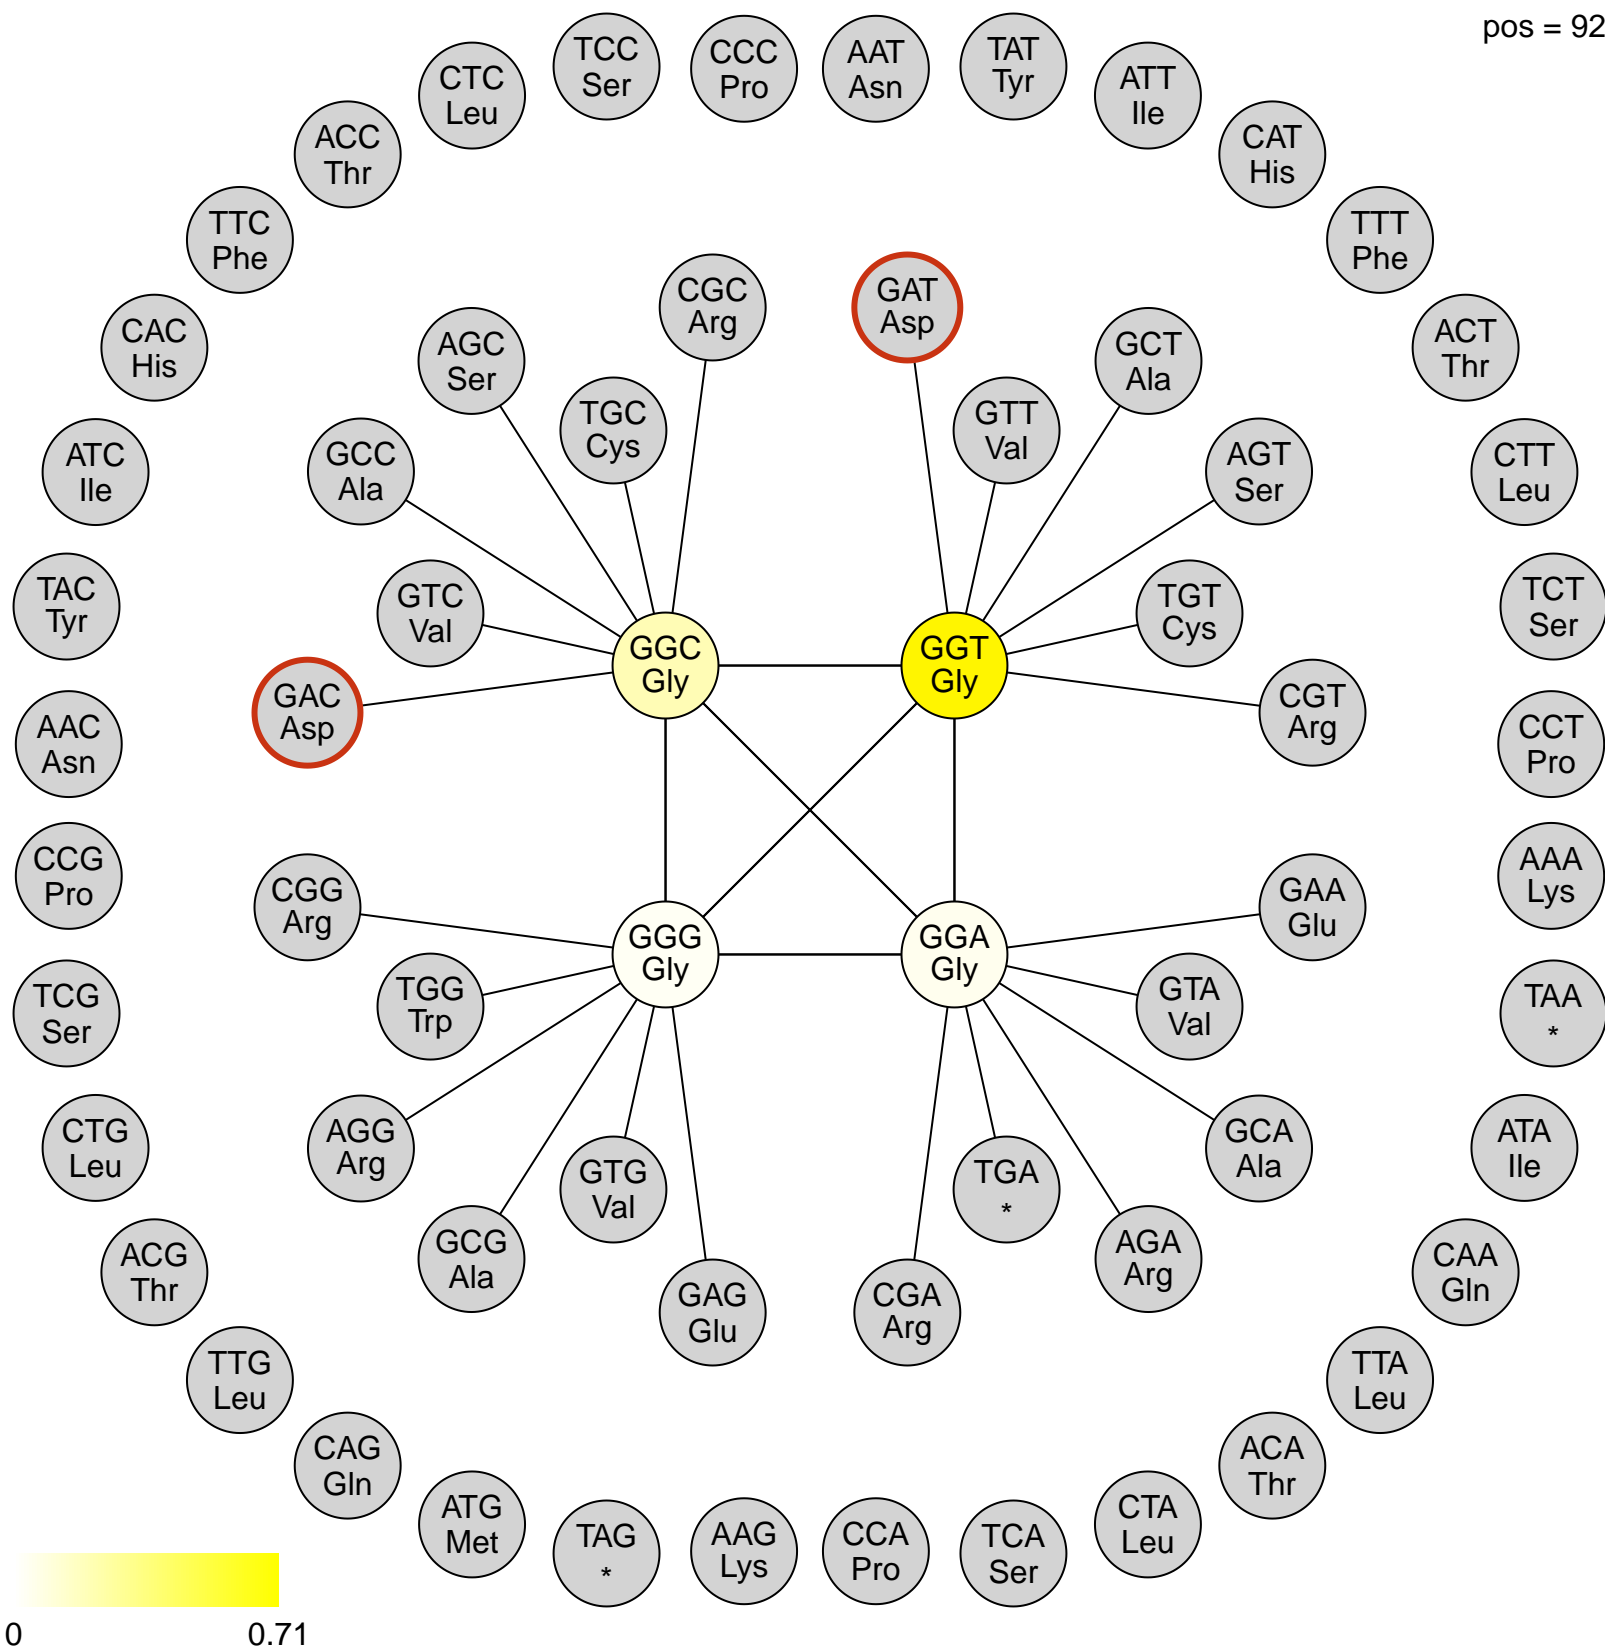 pos = 92
TCC
Ser
CCC
Pro
AAT
Asn
TAT
Tyr
CTC
Leu
ATT
Ile
ACC
Thr
CAT
His
TTC
Phe
TTT
Phe
CGC
Arg
GAT
Asp
CAC
His
AGC
Ser
GCT
Ala
ACT
Thr
TGC
Cys
GTT
Val
ATC
Ile
GCC
Ala
AGT
Ser
CTT
Leu
TAC
Tyr
GTC
Val
TGT
Cys
TCT
Ser
GGC
Gly
GGT
Gly
GAC
Asp
CGT
Arg
AAC
Asn
CCT
Pro
CCG
Pro
AAA
Lys
CGG
Arg
GAA
Glu
GGG
Gly
GGA
Gly
TCG
Ser
TGG
Trp
GTA
Val
TAA
*
CTG
Leu
AGG
Arg
GCA
Ala
ATA
Ile
GTG
Val
TGA
*
ACG
Thr
GCG
Ala
AGA
Arg
CAA
Gln
GAG
Glu
CGA
Arg
TTG
Leu
TTA
Leu
CAG
Gln
ACA
Thr
ATG
Met
CTA
Leu
TAG
*
AAG
Lys
CCA
Pro
TCA
Ser
0 0.71